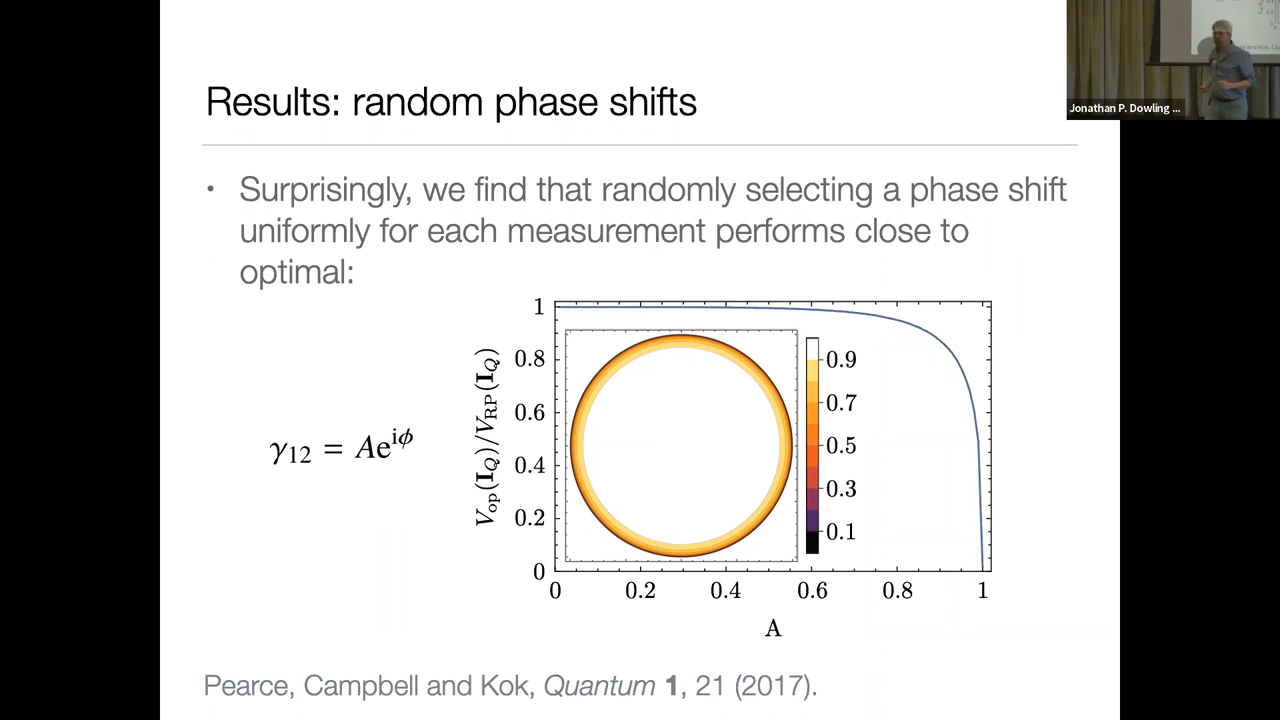 Results: random phase shifts
Jonathan P. Dowling ...
• Surprisingly, we find that randomly selecting a phase shift
uniformly for each measurement performs close to
optimal:
γ₁₂ = Ae^{iϕ}
V_op(I_Q)/V_RP(I_Q)
1
0.8
0.6
0.4
0.2
0
0.9
0.7
0.5
0.3
0.1
0 0.2 0.4 0.6 0.8 1
A
Pearce, Campbell and Kok, Quantum 1, 21 (2017).